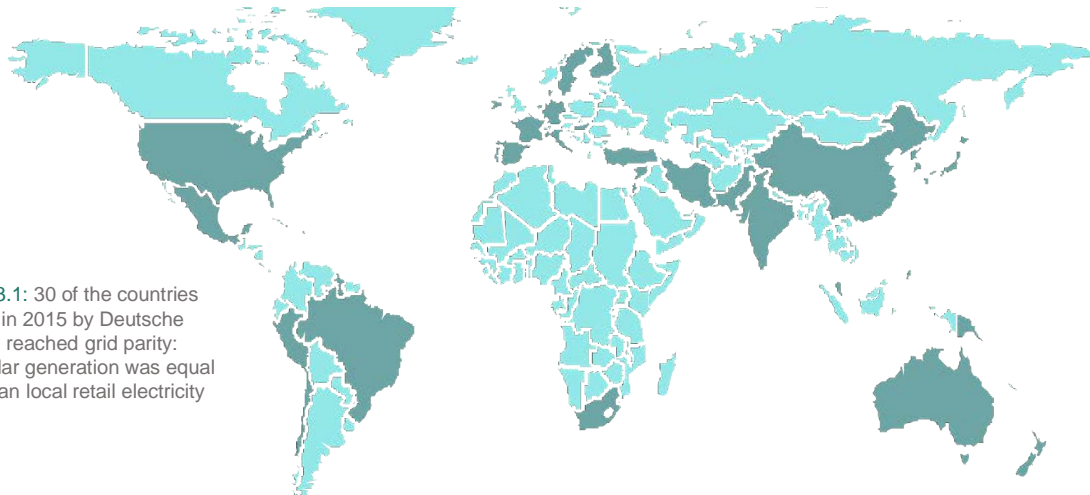 3.1: 30 of the countries
in 2015 by Deutsche
reached grid parity:
lar generation was equal
an local retail electricity